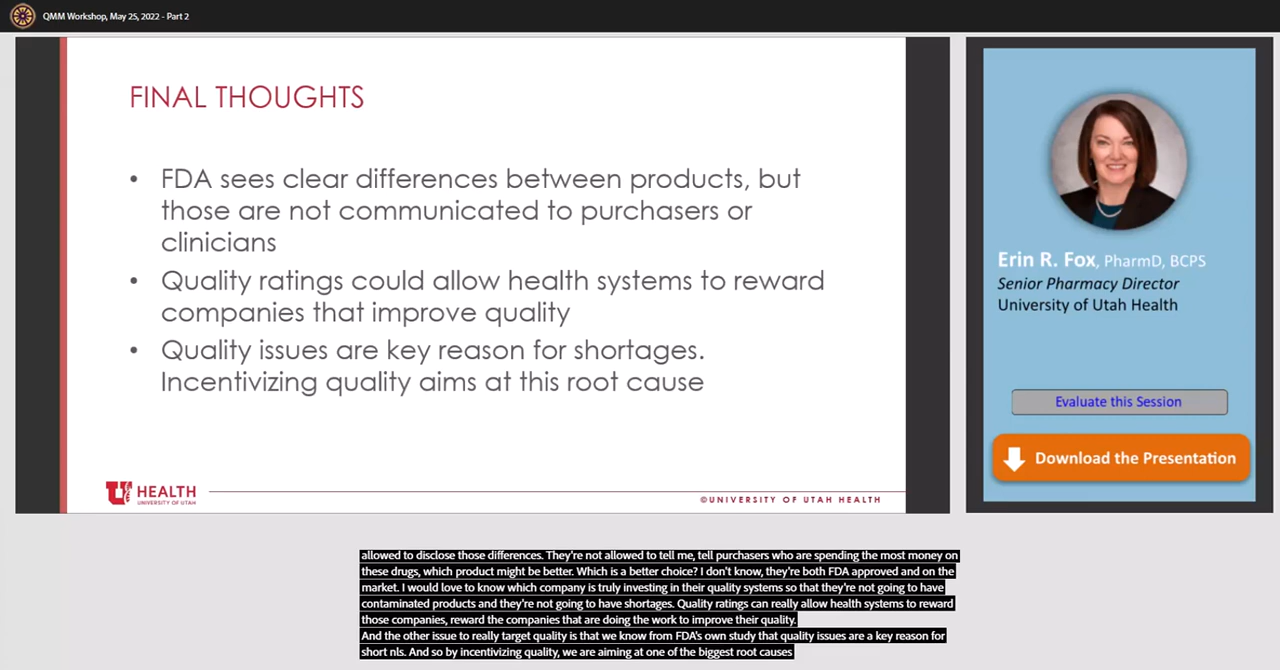 QMM Workshop, May 25, 2022 - Part 2
FINAL THOUGHTS
• FDA sees clear differences between products, but
those are not communicated to purchasers or
clinicians
• Quality ratings could allow health systems to reward
companies that improve quality
• Quality issues are key reason for shortages.
Incentivizing quality aims at this root cause
U HEALTH
UNIVERSITY OF UTAH
©UNIVERSITY OF UTAH HEALTH
Erin R. Fox, PharmD, BCPS
Senior Pharmacy Director
University of Utah Health
Evaluate this Session
Download the Presentation
allowed to disclose those differences. They're not allowed to tell me, tell purchasers who are spending the most money on
these drugs, which product might be better. Which is a better choice? I don't know, they're both FDA approved and on the
market. I would love to know which company is truly investing in their quality systems so that they're not going to have
contaminated products and they're not going to have shortages. Quality ratings can really allow health systems to reward
those companies, reward the companies that are doing the work to improve their quality.
And the other issue to really target quality is that we know from FDA's own study that quality issues are a key reason for
short nls. And so by incentivizing quality, we are aiming at one of the biggest root causes